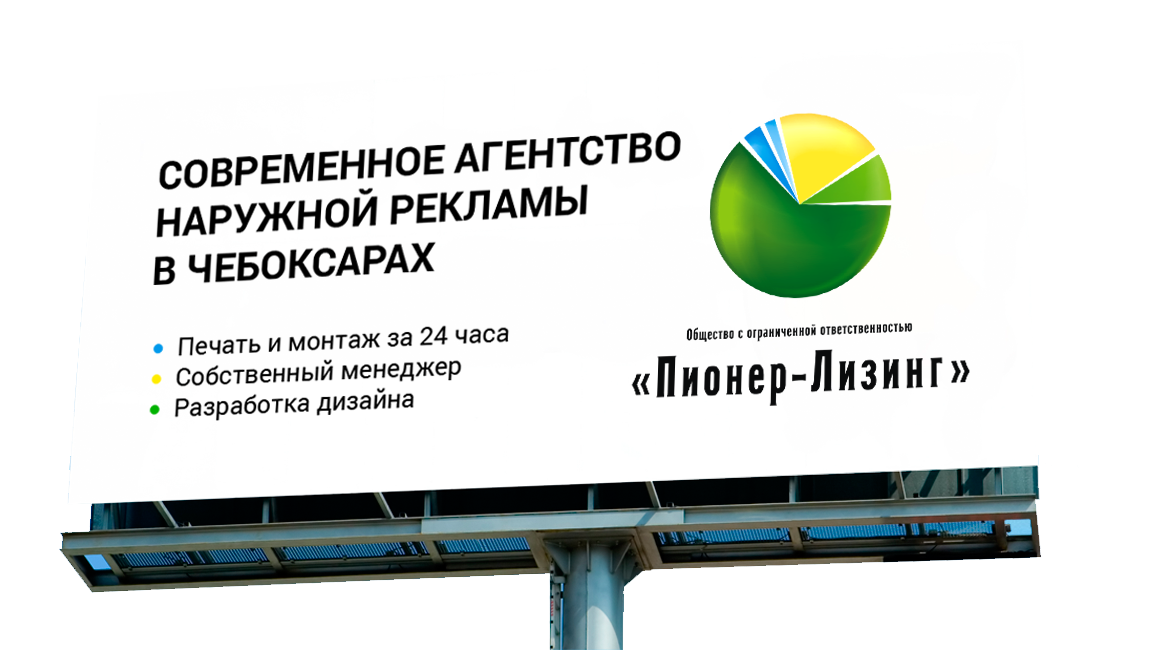 СОВРЕМЕННОЕ АГЕНТСТВО
НАРУЖНОЙ РЕКЛАМЫ
В ЧЕБОКСАРАХ
Печать и монтаж за 24 часа
Собственный менеджер
Разработка дизайна
Общество с ограниченной ответственностью
«Пионер-Лизинг»